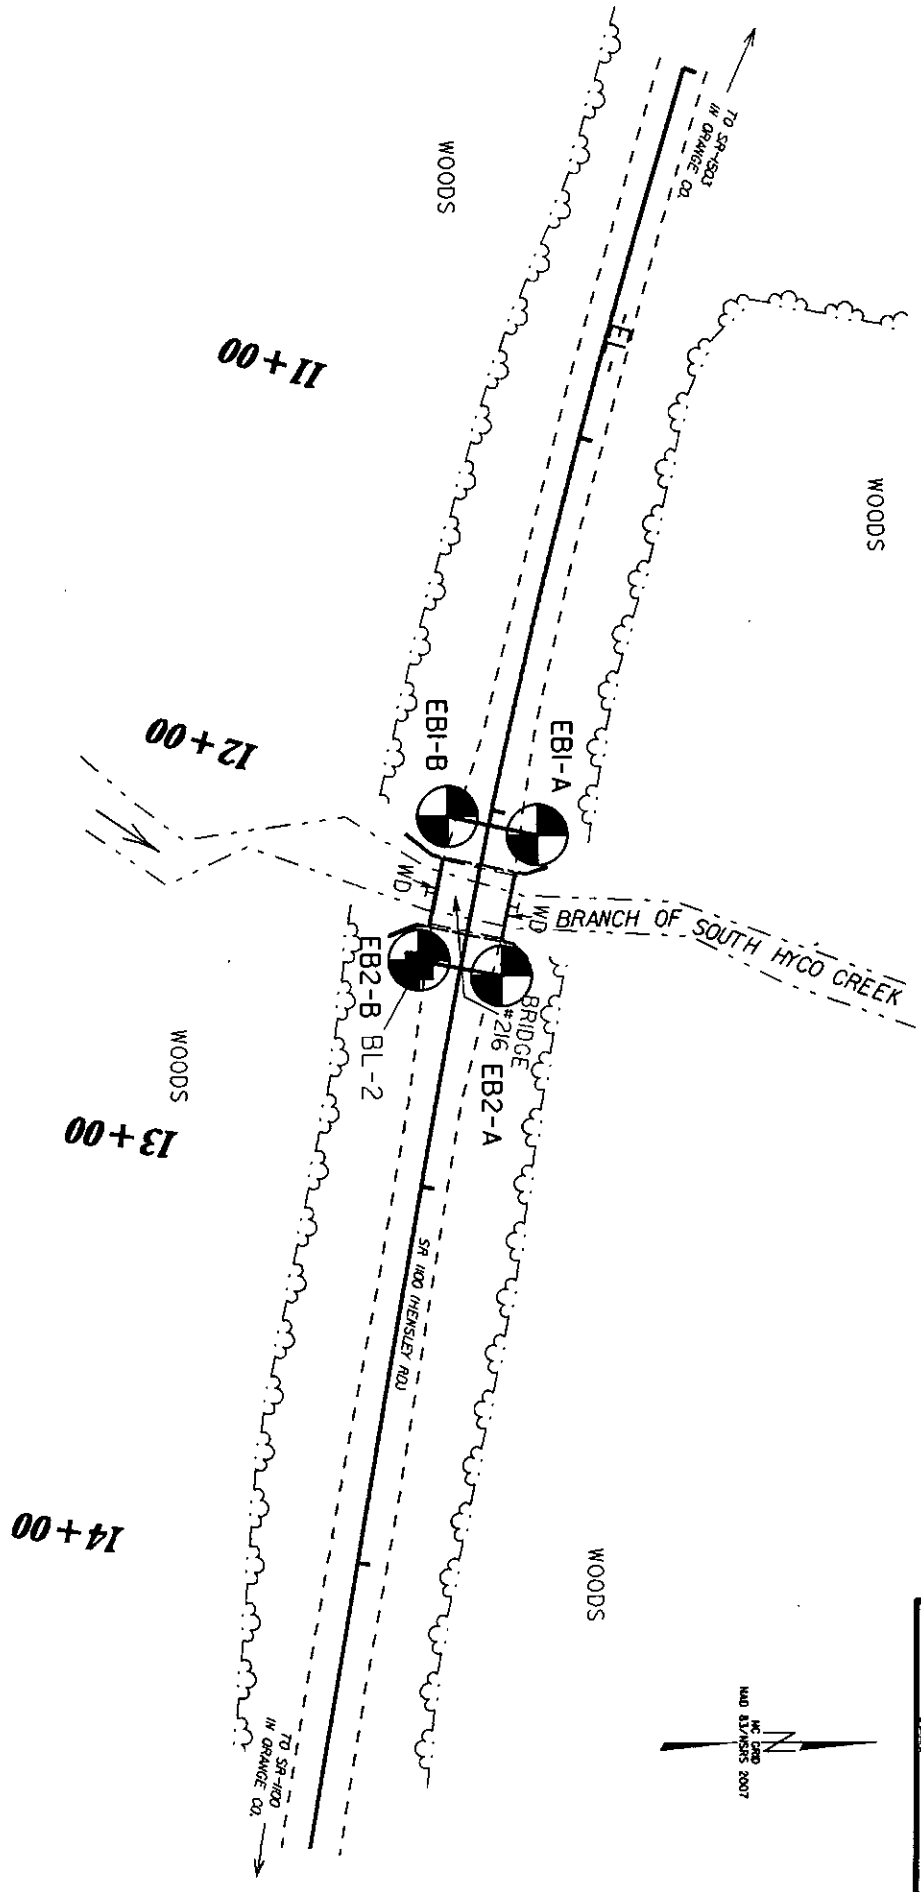 TO SR-1503
IN ORANGE CO.
WOODS
-EL-
11+00
WOODS
12+00
EB1-B
EB1-A
WD
WD
BRANCH OF SOUTH HYCO CREEK
EB2-B BL-2
BRIDGE
#216 EB2-A
WOODS
13+00
SR 1100 (HENSLEY RD.)
14+00
WOODS
TO SR-1100
IN ORANGE CO.
NC GRID
NAD 83/NSRS 2007